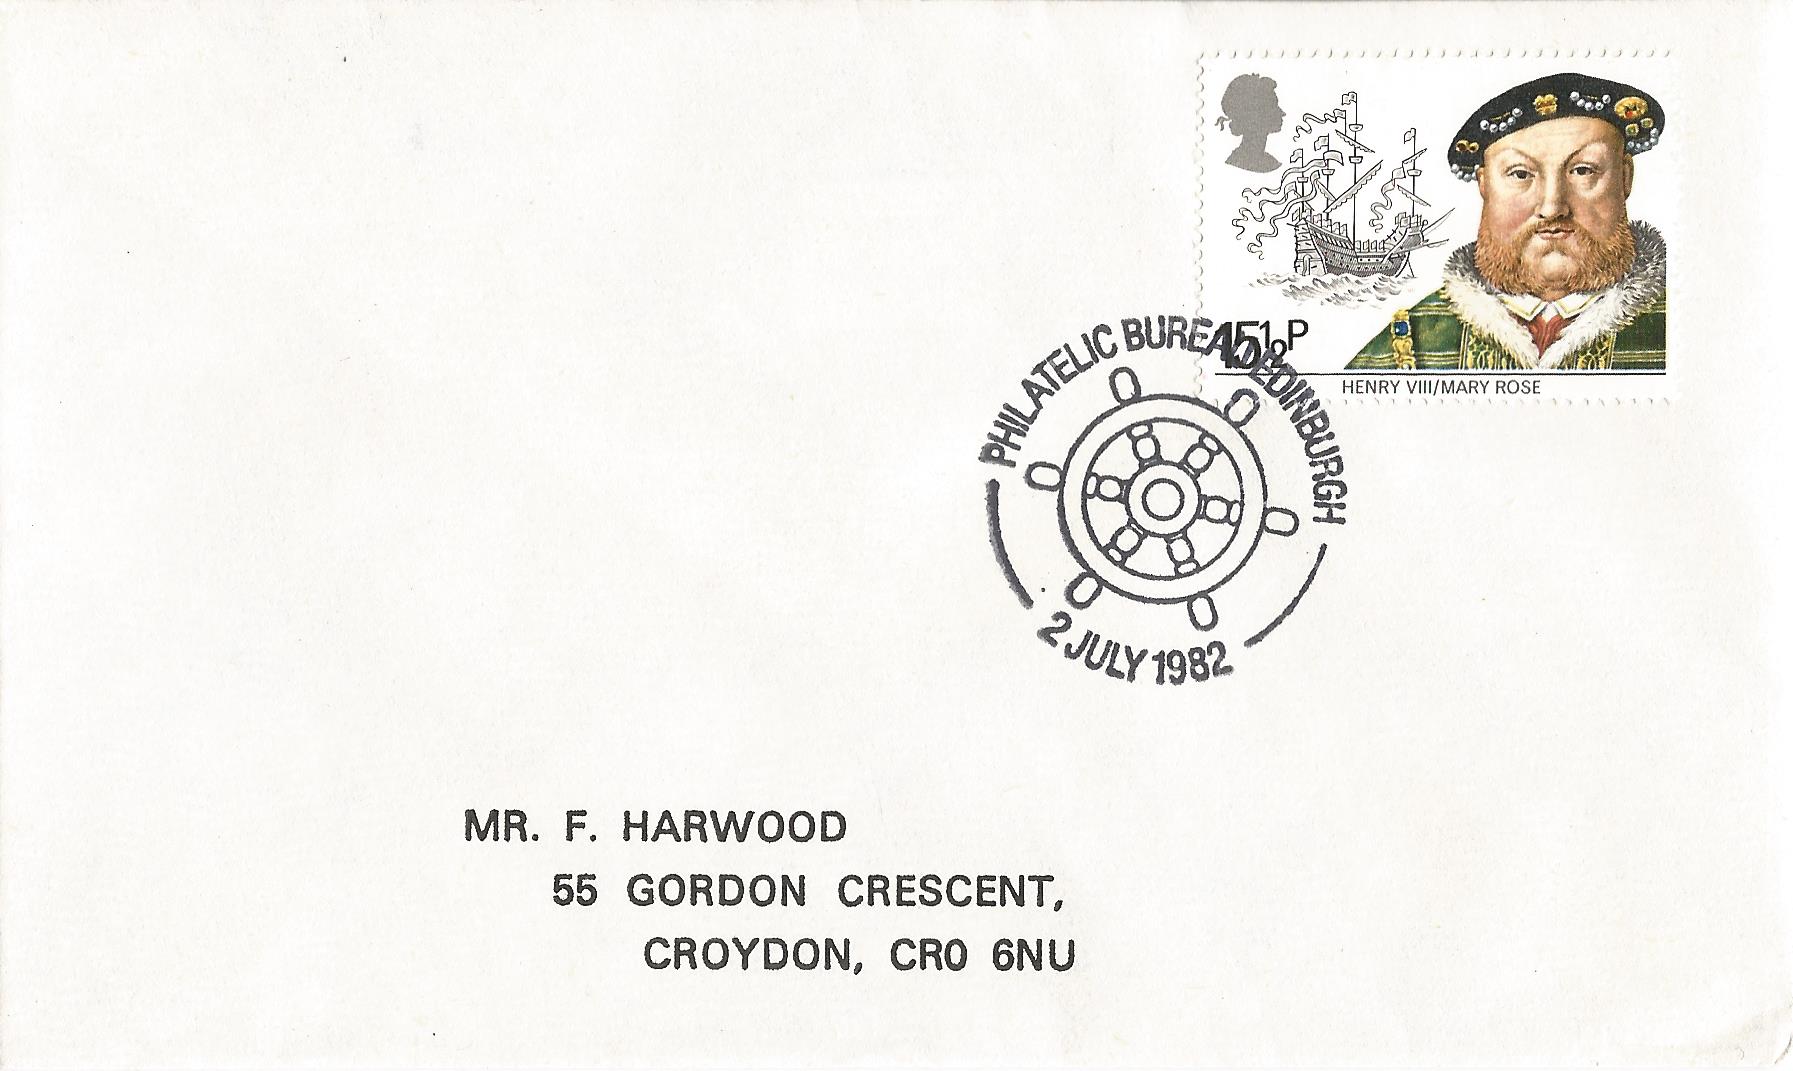 15½P
HENRY VIII/MARY ROSE
PHILATELIC BUREAU EDINBURGH
2 JULY 1982
MR. F. HARWOOD
55 GORDON CRESCENT,
CROYDON, CR0 6NU